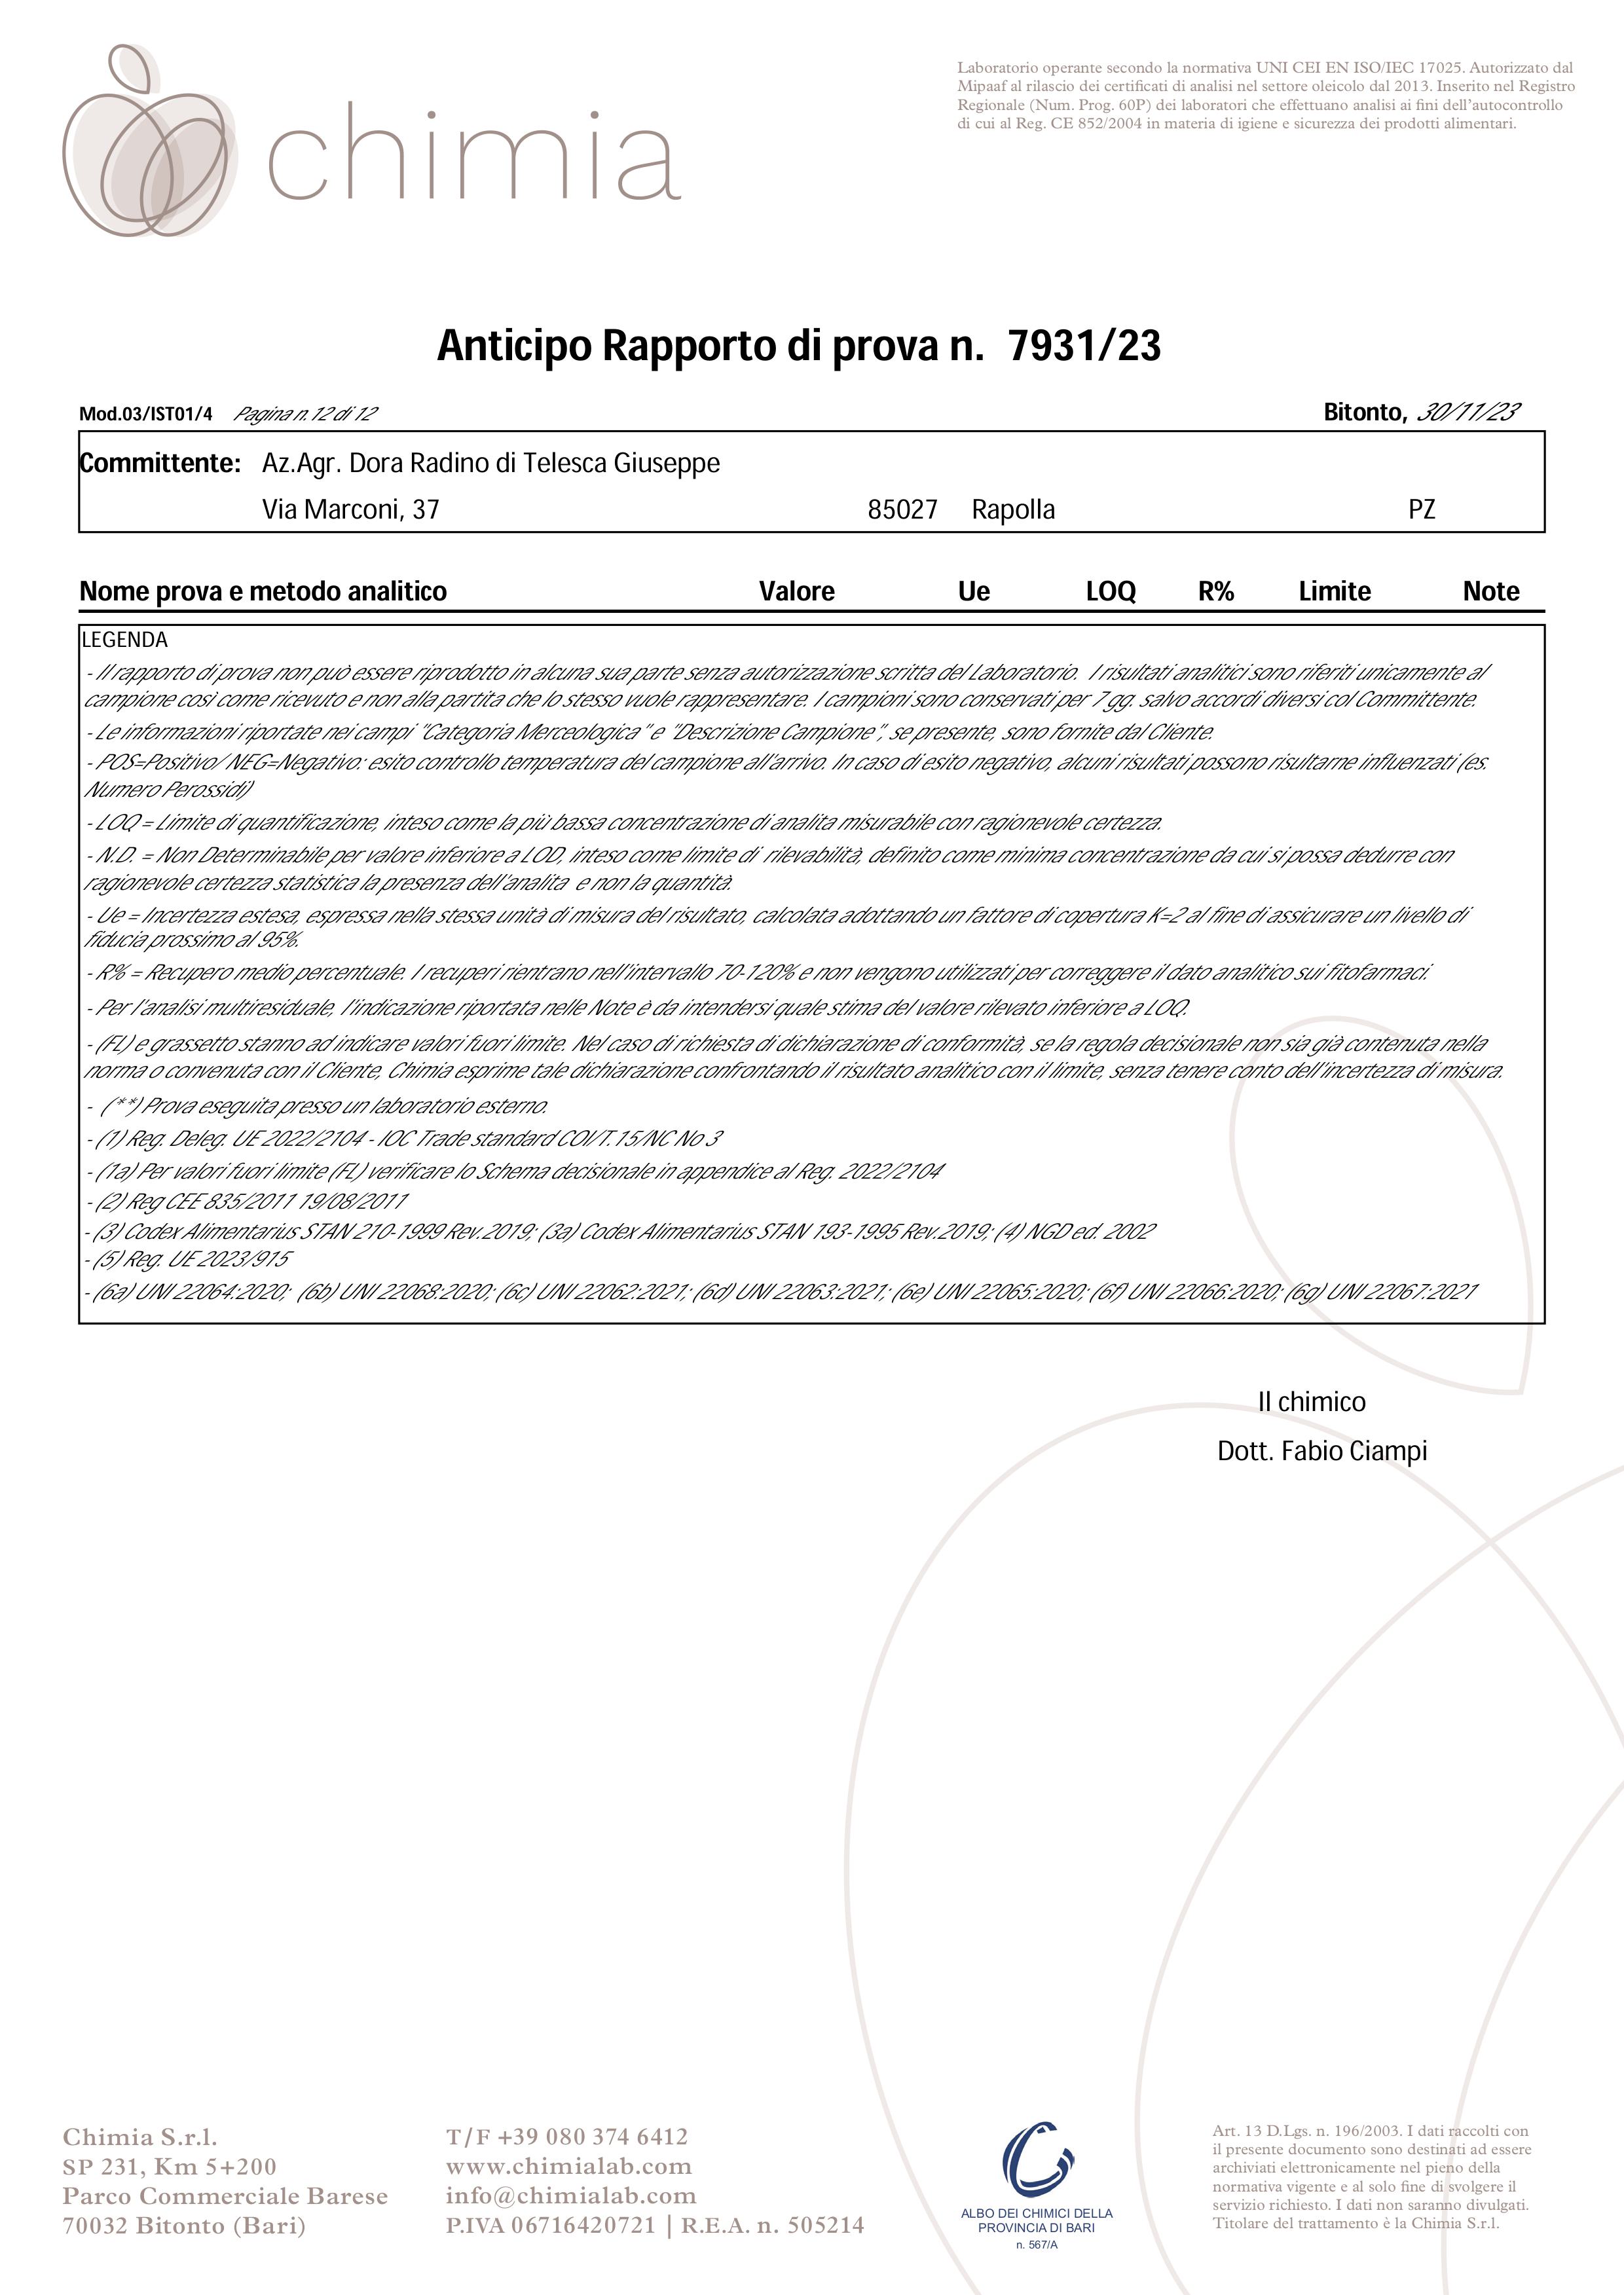 chimia
Laboratorio operante secondo la normativa UNI CEI EN ISO/IEC 17025. Autorizzato dal
Mipaaf al rilascio dei certificati di analisi nel settore oleicolo dal 2013. Inserito nel Registro
Regionale (Num. Prog. 60P) dei laboratori che effettuano analisi ai fini dell'autocontrollo
di cui al Reg. CE 852/2004 in materia di igiene e sicurezza dei prodotti alimentari.
Anticipo Rapporto di prova n. 7931/23
Mod.03/IST01/4 Pagina n. 12 di 12 Bitonto, 30/11/23
Committente: Az.Agr. Dora Radino di Telesca Giuseppe
Via Marconi, 37 85027 Rapolla PZ
Nome prova e metodo analitico Valore Ue LOQ R% Limite Note
LEGENDA
- Il rapporto di prova non può essere riprodotto in alcuna sua parte senza autorizzazione scritta del Laboratorio. I risultati analitici sono riferiti unicamente al
campione così come ricevuto e non alla partita che lo stesso vuole rappresentare. I campioni sono conservati per 7 gg. salvo accordi diversi col Committente.
- Le informazioni riportate nei campi "Categoria Merceologica" e "Descrizione Campione", se presente, sono fornite dal Cliente.
- POS=Positivo/ NEG=Negativo: esito controllo temperatura del campione all'arrivo. In caso di esito negativo, alcuni risultati possono risultarne influenzati (es.
Numero Perossidi)
- LOQ = Limite di quantificazione, inteso come la più bassa concentrazione di analita misurabile con ragionevole certezza.
- N.D. = Non Determinabile per valore inferiore a LOD, inteso come limite di rilevabilità, definito come minima concentrazione da cui si possa dedurre con
ragionevole certezza statistica la presenza dell'analita e non la quantità.
- Ue = Incertezza estesa, espressa nella stessa unità di misura del risultato, calcolata adottando un fattore di copertura K=2 al fine di assicurare un livello di
fiducia prossimo al 95%.
- R% = Recupero medio percentuale. I recuperi rientrano nell'intervallo 70-120% e non vengono utilizzati per correggere il dato analitico sui fitofarmaci.
- Per l'analisi multiresiduale, l'indicazione riportata nelle Note è da intendersi quale stima del valore rilevato inferiore a LOQ.
- (FL) e grassetto stanno ad indicare valori fuori limite. Nel caso di richiesta di dichiarazione di conformità, se la regola decisionale non sia già contenuta nella
norma o convenuta con il Cliente, Chimia esprime tale dichiarazione confrontando il risultato analitico con il limite, senza tenere conto dell'incertezza di misura.
- (**) Prova eseguita presso un laboratorio esterno.
- (1) Reg. Deleg. UE 2022/2104 - IOC Trade standard COI/T.15/NC No 3
- (1a) Per valori fuori limite (FL) verificare lo Schema decisionale in appendice al Reg. 2022/2104
- (2) Reg CEE 835/2011 19/08/2011
- (3) Codex Alimentarius STAN 210-1999 Rev.2019; (3a) Codex Alimentarius STAN 193-1995 Rev.2019; (4) NGD ed. 2002
- (5) Reg. UE 2023/915
- (6a) UNI 22064:2020; (6b) UNI 22068:2020; (6c) UNI 22062:2021; (6d) UNI 22063:2021; (6e) UNI 22065:2020; (6f) UNI 22066:2020; (6g) UNI 22067:2021
Il chimico
Dott. Fabio Ciampi
Chimia S.r.l.
SP 231, Km 5+200
Parco Commerciale Barese
70032 Bitonto (Bari)
T/F +39 080 374 6412
www.chimialab.com
info@chimialab.com
P.IVA 06716420721 | R.E.A. n. 505214
ALBO DEI CHIMICI DELLA
PROVINCIA DI BARI
n. 567/A
Art. 13 D.Lgs. n. 196/2003. I dati raccolti con
il presente documento sono destinati ad essere
archiviati elettronicamente nel pieno della
normativa vigente e al solo fine di svolgere il
servizio richiesto. I dati non saranno divulgati.
Titolare del trattamento è la Chimia S.r.l.